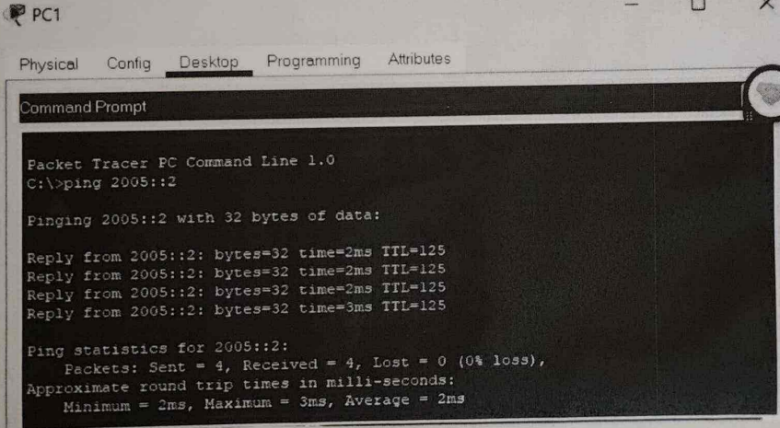 PC1
Physical Config Desktop Programming Attributes
Command Prompt
Packet Tracer PC Command Line 1.0
C:\>ping 2005::2
Pinging 2005::2 with 32 bytes of data:
Reply from 2005::2: bytes=32 time=2ms TTL=125
Reply from 2005::2: bytes=32 time=2ms TTL=125
Reply from 2005::2: bytes=32 time=2ms TTL=125
Reply from 2005::2: bytes=32 time=3ms TTL=125
Ping statistics for 2005::2:
Packets: Sent = 4, Received = 4, Lost = 0 (0% loss),
Approximate round trip times in milli-seconds:
Minimum = 2ms, Maximum = 3ms, Average = 2ms